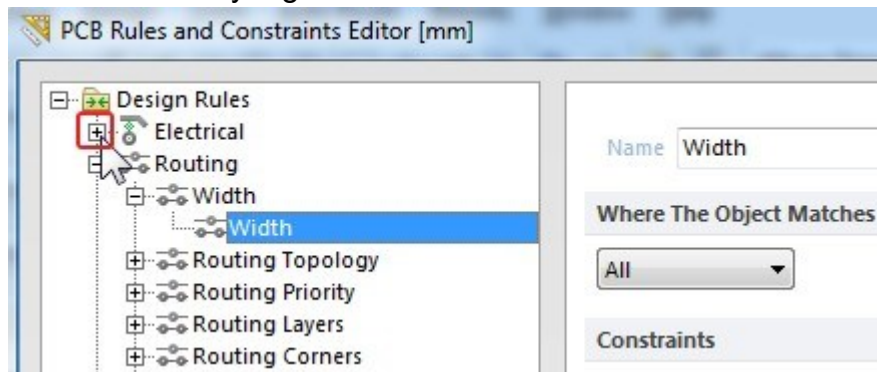 PCB Rules and Constraints Editor [mm]
Design Rules
Electrical
Routing
Width
Width
Routing Topology
Routing Priority
Routing Layers
Routing Corners
Name Width
Where The Object Matches
All
Constraints